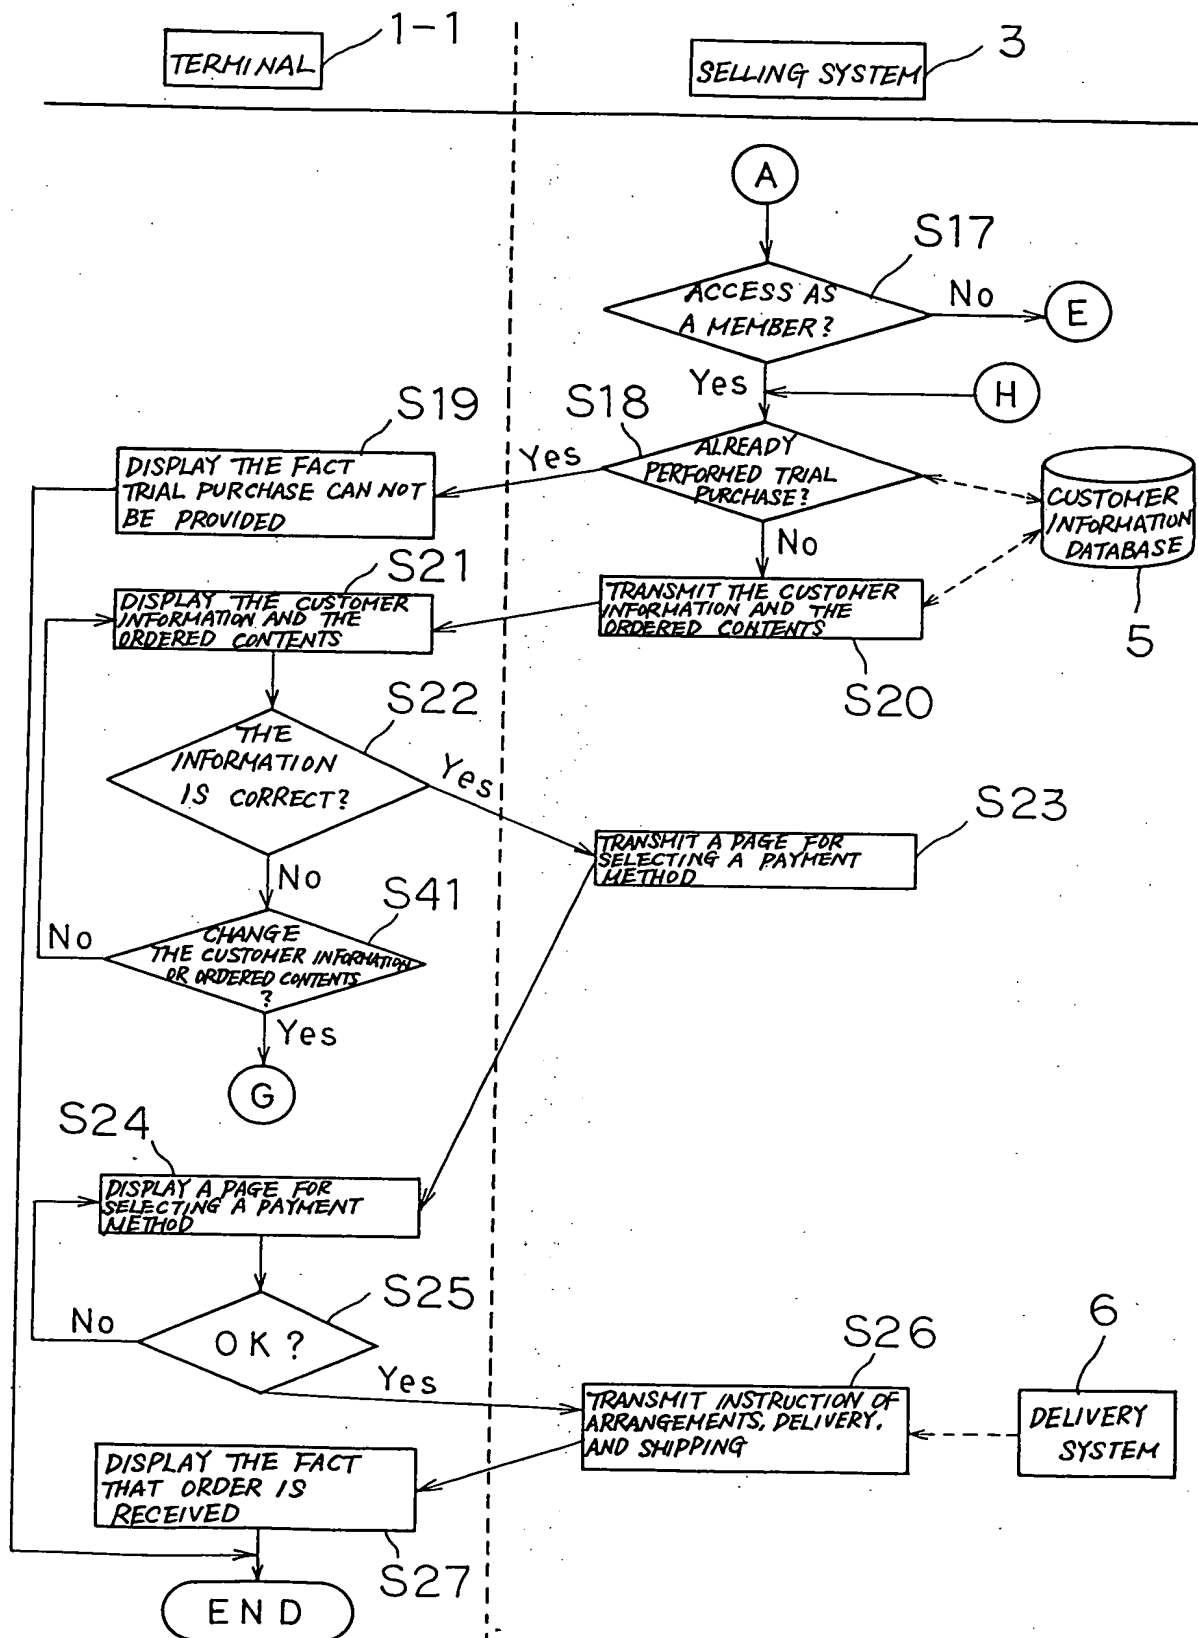 1-1
TERMINAL
3
SELLING SYSTEM
A
S17
ACCESS AS
A MEMBER?
No
E
Yes
H
S19
S18
DISPLAY THE FACT
TRIAL PURCHASE CAN NOT
BE PROVIDED
Yes
ALREADY
PERFORMED TRIAL
PURCHASE?
CUSTOMER
INFORMATION
DATABASE
5
No
S21
DISPLAY THE CUSTOMER
INFORMATION AND THE
ORDERED CONTENTS
TRANSMIT THE CUSTOMER
INFORMATION AND THE
ORDERED CONTENTS
S20
S22
THE
INFORMATION
IS CORRECT?
Yes
S23
TRANSMIT A PAGE FOR
SELECTING A PAYMENT
METHOD
No
S41
CHANGE
THE CUSTOMER INFORMATION
OR ORDERED CONTENTS
?
No
Yes
G
S24
DISPLAY A PAGE FOR
SELECTING A PAYMENT
METHOD
S25
OK?
No
Yes
S26
TRANSMIT INSTRUCTION OF
ARRANGEMENTS, DELIVERY,
AND SHIPPING
6
DELIVERY
SYSTEM
DISPLAY THE FACT
THAT ORDER IS
RECEIVED
S27
END